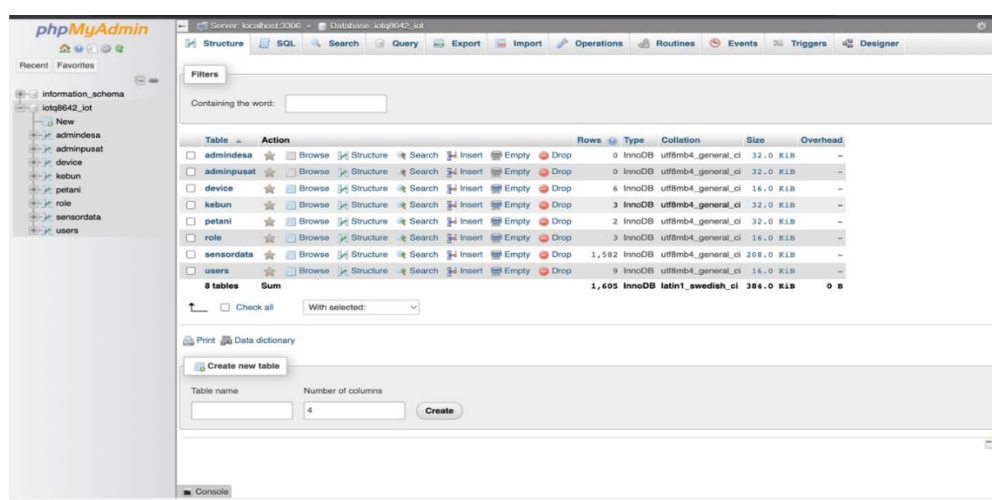 phpMyAdmin
Recent Favorites
information_schema
iotq8642_iot
New
admindesa
adminpusat
device
kebun
petani
role
sensordata
users
Server: localhost:3306 - Database: iotq8642_iot
Structure SQL Search Query Export Import Operations Routines Events Triggers Designer
Filters
Containing the word:
Table Action Rows Type Collation Size Overhead
admindesa Browse Structure Search Insert Empty Drop 0 InnoDB utf8mb4_general_ci 32.0 KiB -
adminpusat Browse Structure Search Insert Empty Drop 0 InnoDB utf8mb4_general_ci 32.0 KiB -
device Browse Structure Search Insert Empty Drop 6 InnoDB utf8mb4_general_ci 16.0 KiB -
kebun Browse Structure Search Insert Empty Drop 3 InnoDB utf8mb4_general_ci 32.0 KiB -
petani Browse Structure Search Insert Empty Drop 2 InnoDB utf8mb4_general_ci 32.0 KiB -
role Browse Structure Search Insert Empty Drop 3 InnoDB utf8mb4_general_ci 16.0 KiB -
sensordata Browse Structure Search Insert Empty Drop 1,582 InnoDB utf8mb4_general_ci 208.0 KiB -
users Browse Structure Search Insert Empty Drop 9 InnoDB utf8mb4_general_ci 16.0 KiB -
8 tables Sum 1,605 InnoDB latin1_swedish_ci 384.0 KiB 0 B
Check all With selected:
Print Data dictionary
Create new table
Table name Number of columns
4 Create
Console